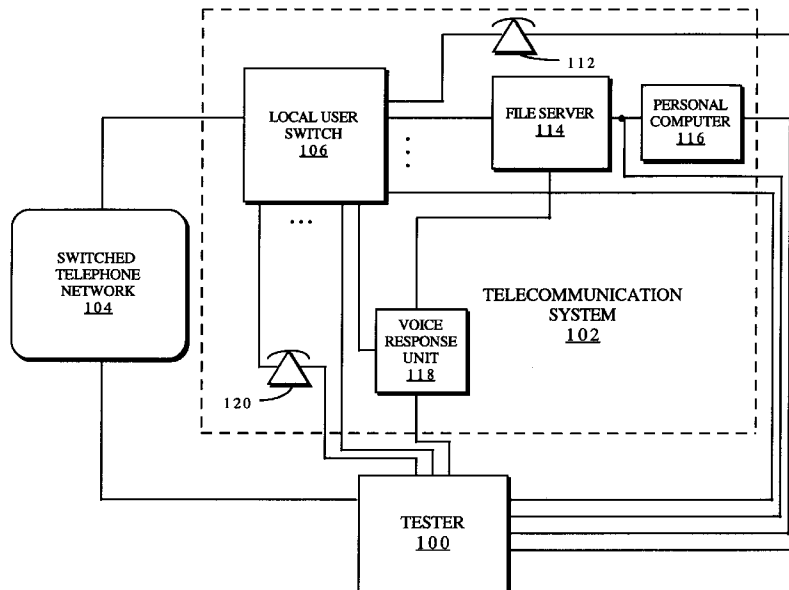 112
LOCAL USER
SWITCH
106
FILE SERVER
114
PERSONAL
COMPUTER
116
SWITCHED
TELEPHONE
NETWORK
104
TELECOMMUNICATION
SYSTEM
102
VOICE
RESPONSE
UNIT
118
120
TESTER
100